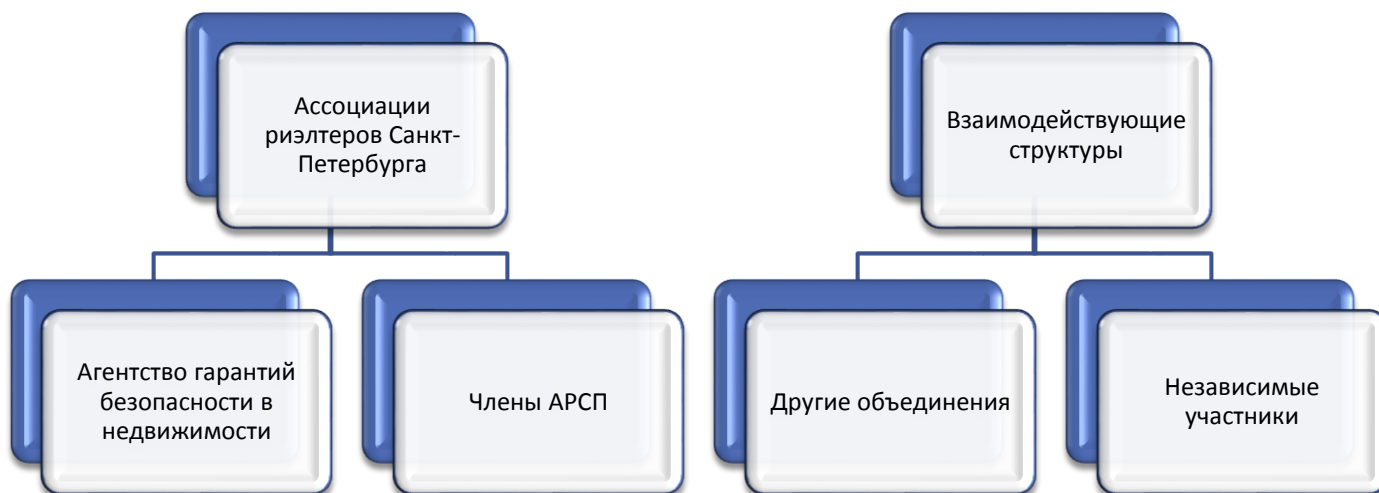 Ассоциации
риэлтеров Санкт-
Петербурга
Взаимодействующие
структуры
Агентство гарантий
безопасности в
недвижимости
Члены АРСП
Другие объединения
Независимые
участники